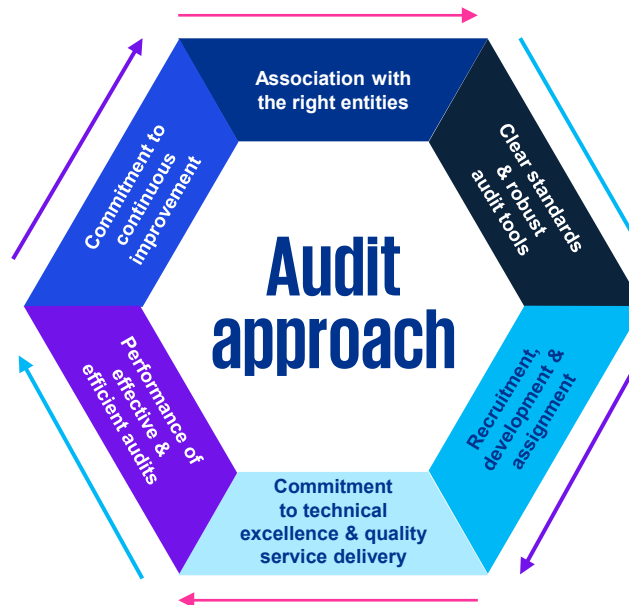 Association with
the right entities
Clear standards
& robust
audit tools
Recruitment,
development &
assignment
Commitment
to technical
excellence & quality
service delivery
Performance of
effective &
efficient audits
Commitment to
continuous
improvement
Audit
approach